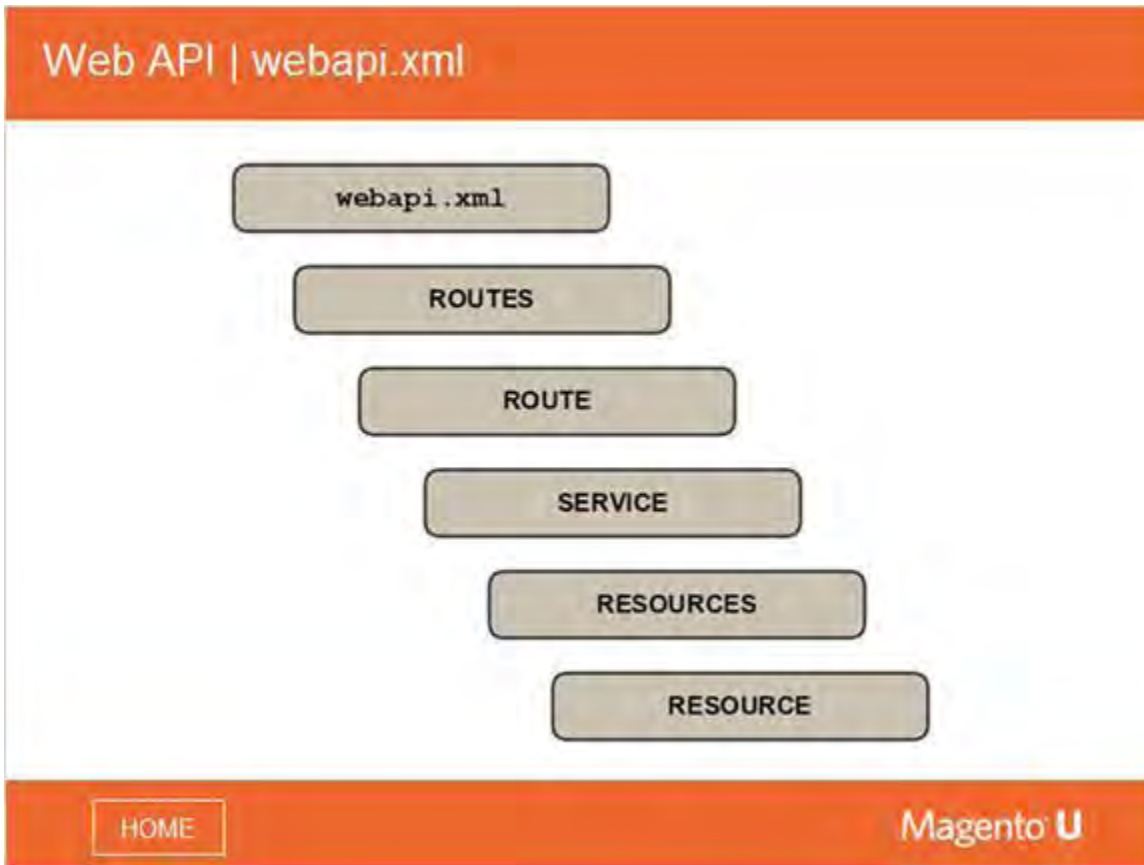 Web API | webapi.xml
webapi.xml
ROUTES
ROUTE
SERVICE
RESOURCES
RESOURCE
HOME
Magento U